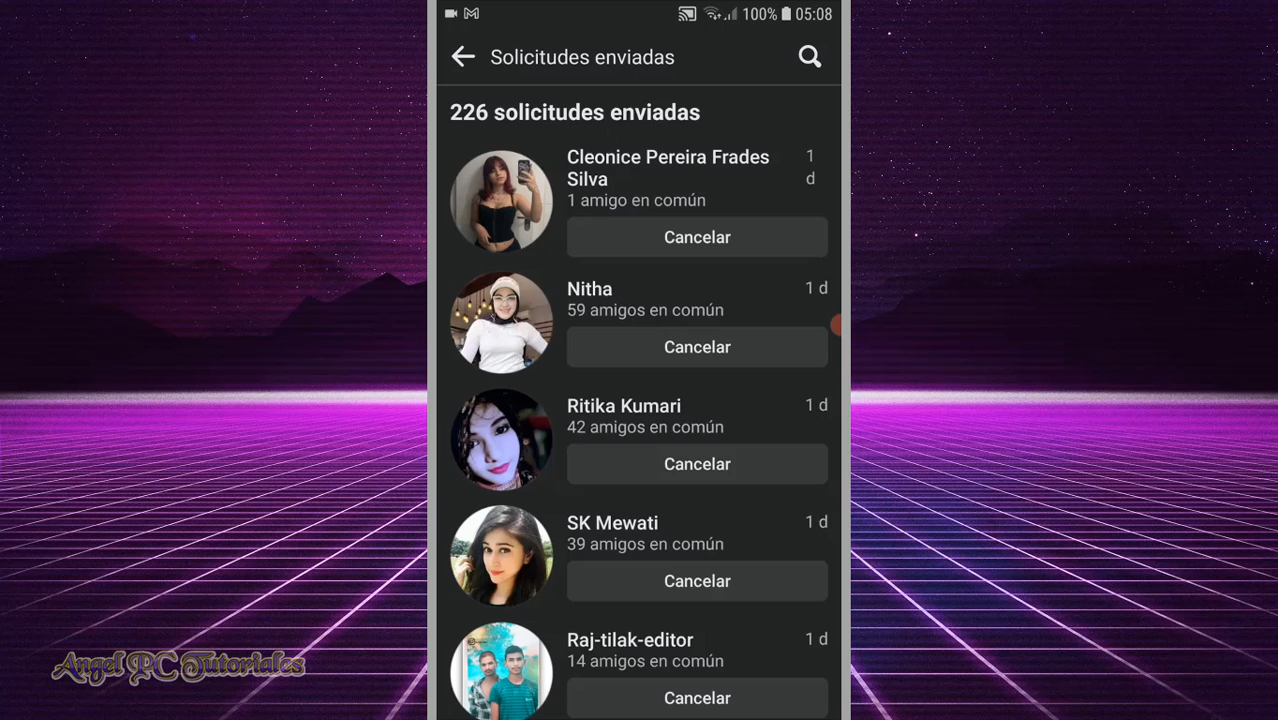 100% 05:08
Solicitudes enviadas
226 solicitudes enviadas
Cleonice Pereira Frades 1
Silva d
1 amigo en común
Cancelar
Nitha 1 d
59 amigos en común
Cancelar
Ritika Kumari 1 d
42 amigos en común
Cancelar
SK Mewati 1 d
39 amigos en común
Cancelar
Raj-tilak-editor 1 d
14 amigos en común
Cancelar
Angel PC Tutoriales